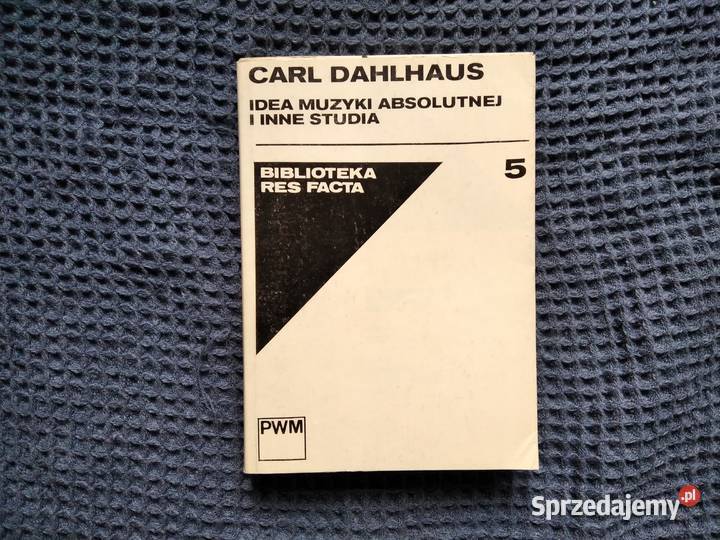 CARL DAHLHAUS
IDEA MUZYKI ABSOLUTNEJ
I INNE STUDIA
BIBLIOTEKA
RES FACTA
5
PWM
Sprzedajemy.pl